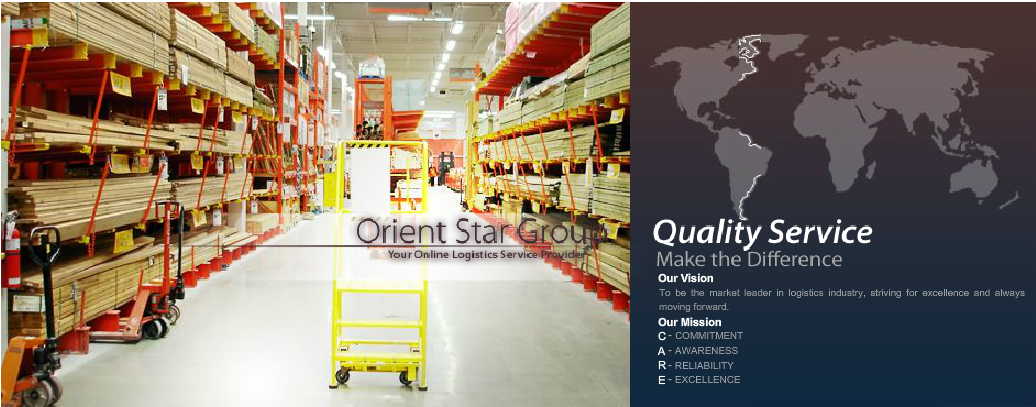 Orient Star Group
Your Online Logistics Service Provider
Quality Service
Make the Difference
Our Vision
To be the market leader in logistics industry, striving for excellence and always
moving forward.
Our Mission
C - COMMITMENT
A - AWARENESS
R - RELIABILITY
E - EXCELLENCE